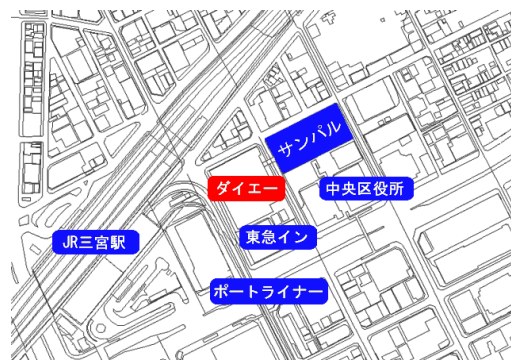 サンパル
ダイエー
中央区役所
JR三宮駅
東急イン
ポートライナー